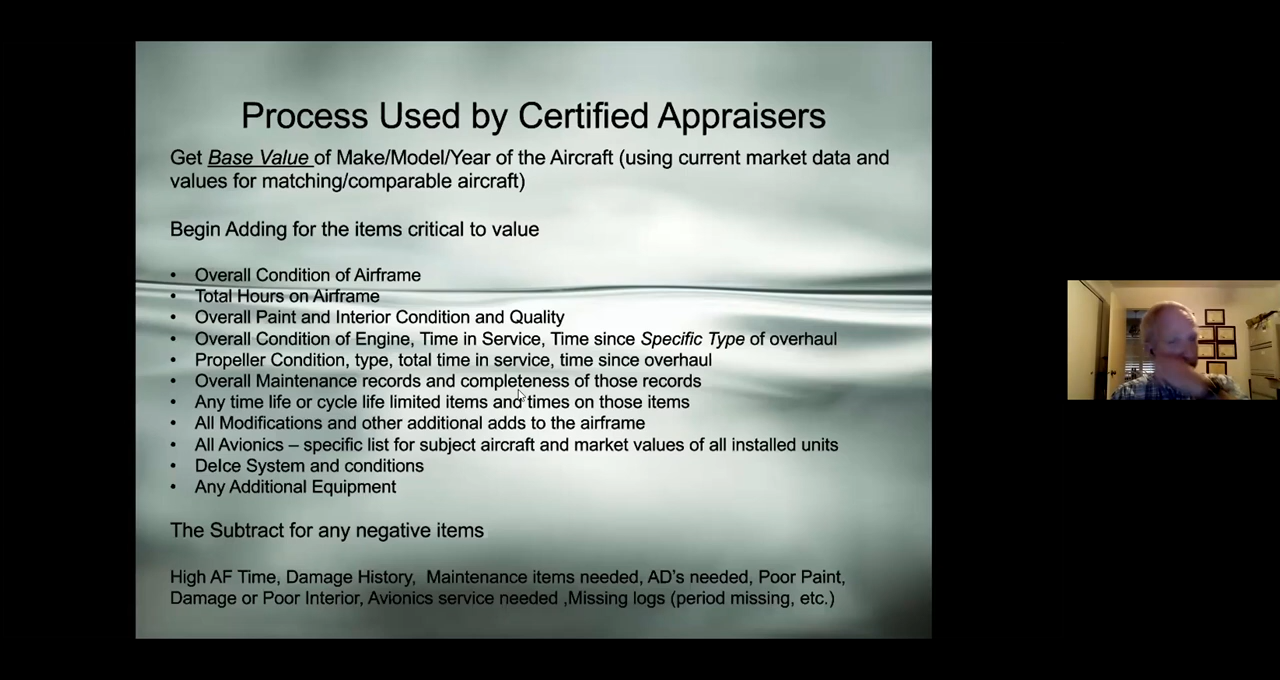 Process Used by Certified Appraisers
Get Base Value of Make/Model/Year of the Aircraft (using current market data and
values for matching/comparable aircraft)
Begin Adding for the items critical to value
• Overall Condition of Airframe
• Total Hours on Airframe
• Overall Paint and Interior Condition and Quality
• Overall Condition of Engine, Time in Service, Time since Specific Type of overhaul
• Propeller Condition, type, total time in service, time since overhaul
• Overall Maintenance records and completeness of those records
• Any time life or cycle life limited items and times on those items
• All Modifications and other additional adds to the airframe
• All Avionics – specific list for subject aircraft and market values of all installed units
• DeIce System and conditions
• Any Additional Equipment
The Subtract for any negative items
High AF Time, Damage History,  Maintenance items needed, AD's needed, Poor Paint,
Damage or Poor Interior, Avionics service needed ,Missing logs (period missing, etc.)